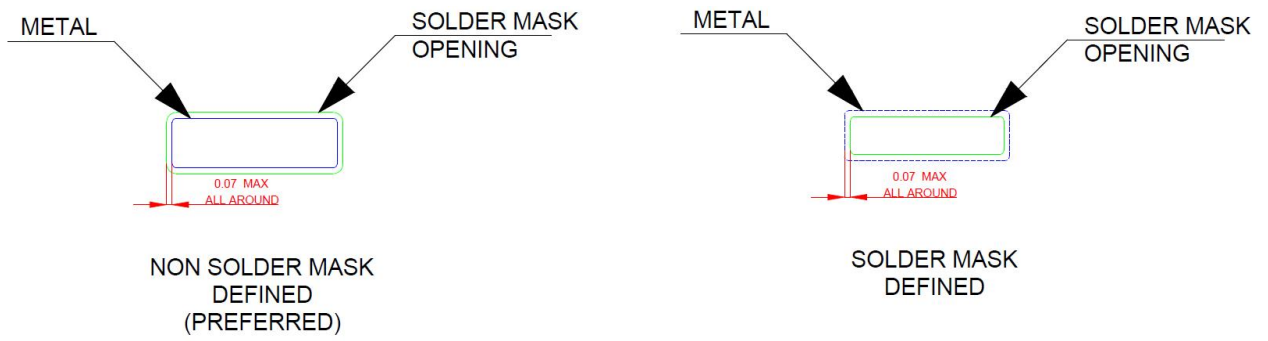 METAL
SOLDER MASK
OPENING
0.07 MAX
ALL AROUND
NON SOLDER MASK
DEFINED
(PREFERRED)
METAL
SOLDER MASK
OPENING
0.07 MAX
ALL AROUND
SOLDER MASK
DEFINED